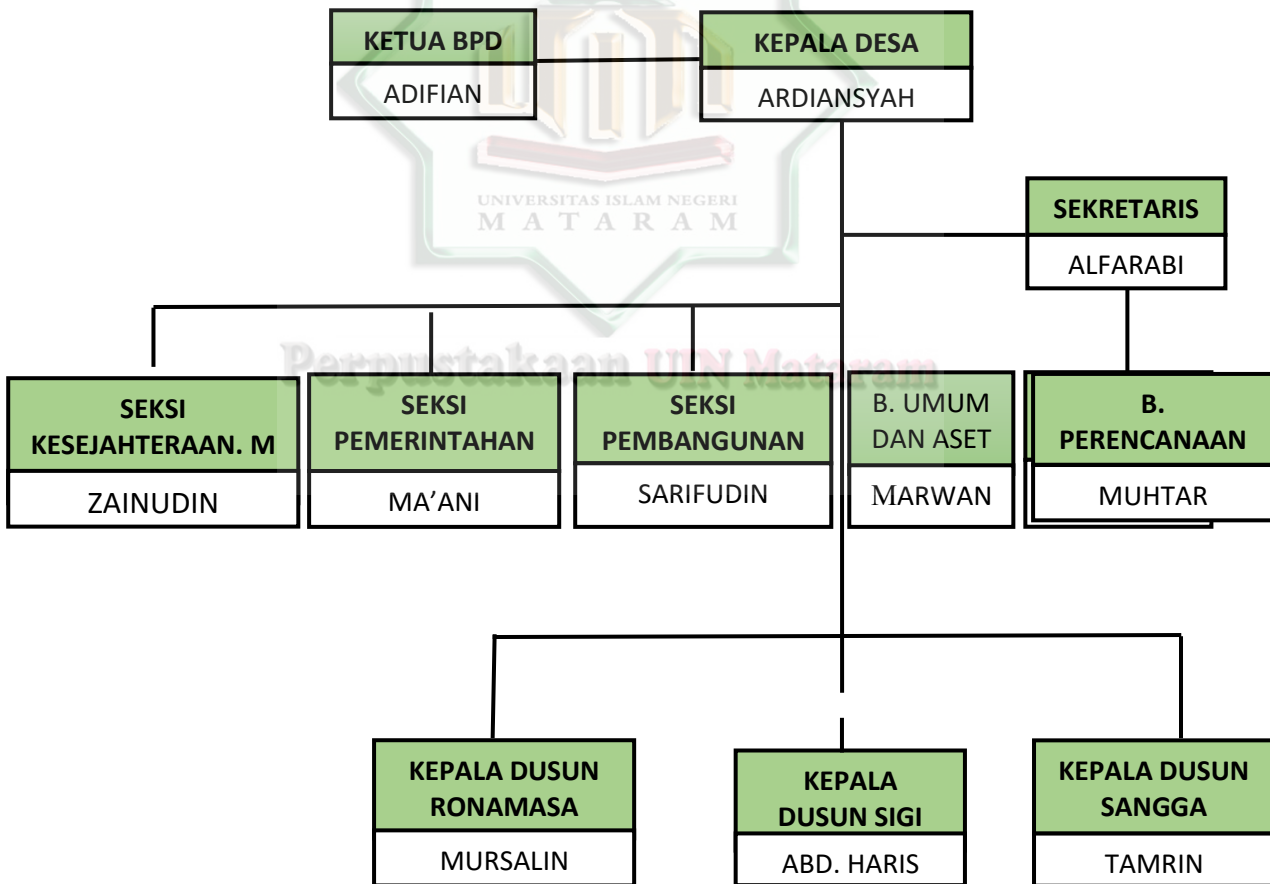 KETUA BPD
ADIFIAN
KEPALA DESA
ARDIANSYAH
UNIVERSITAS ISLAM NEGERI
MATARAM
SEKRETARIS
ALFARABI
Perpustakaan UIN Mataram
SEKSI
KESEJAHTERAAN. M
ZAINUDIN
SEKSI
PEMERINTAHAN
MA’ANI
SEKSI
PEMBANGUNAN
SARIFUDIN
B. UMUM
DAN ASET
MARWAN
B.
PERENCANAAN
MUHTAR
KEPALA DUSUN
RONAMASA
MURSALIN
KEPALA
DUSUN SIGI
ABD. HARIS
KEPALA DUSUN
SANGGA
TAMRIN